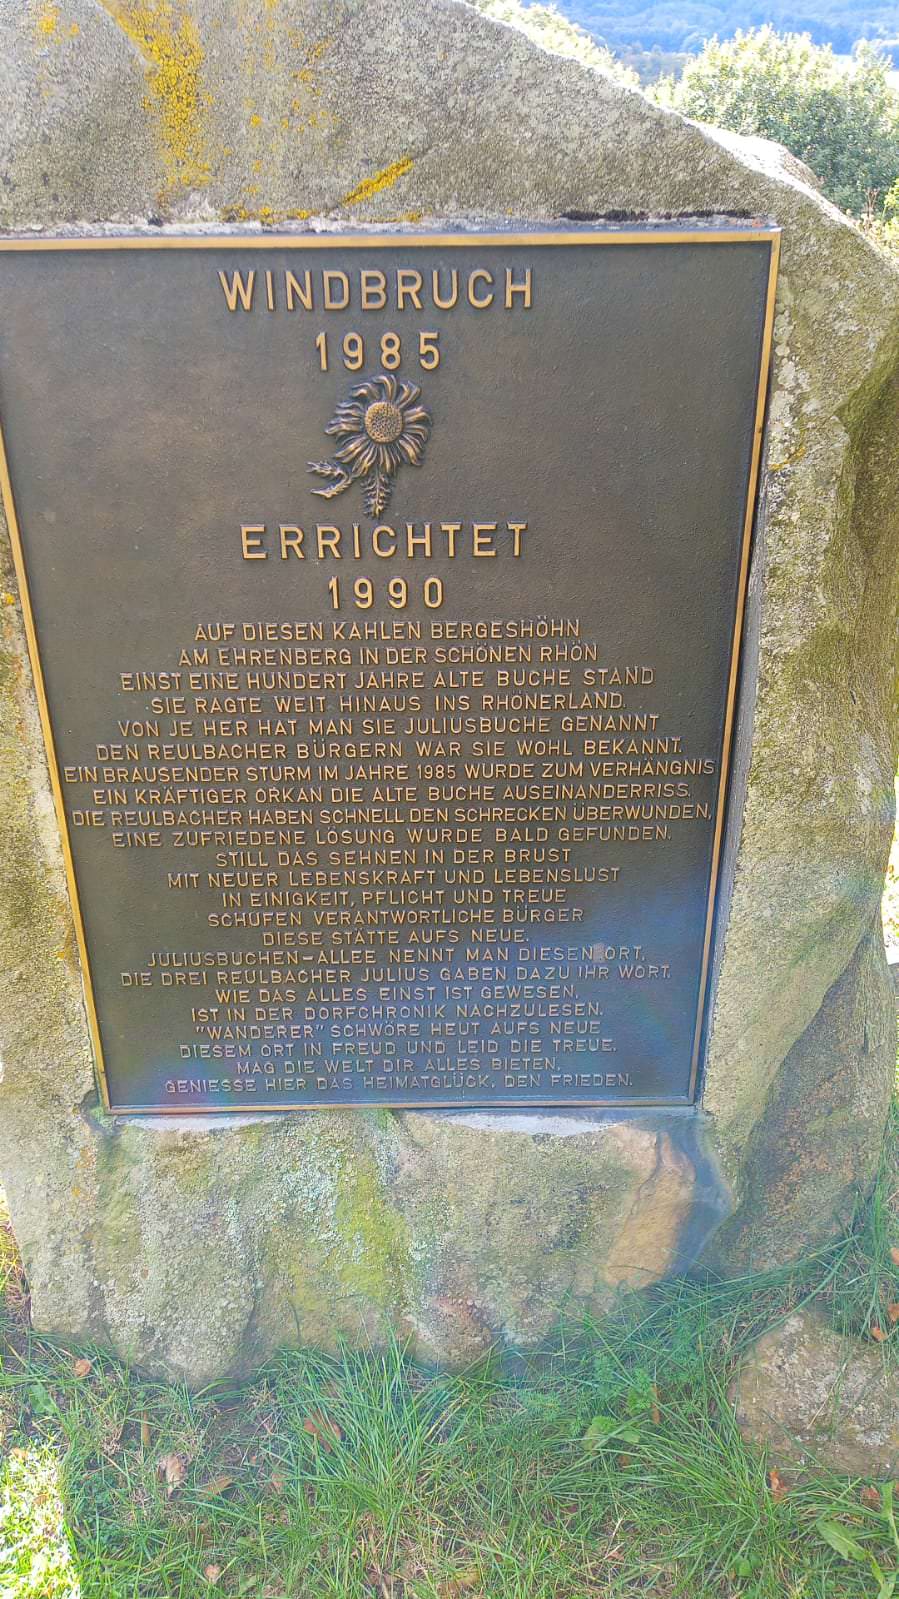 WINDBRUCH
1985
ERRICHTET
1990
AUF DIESEN KAHLEN BERGESHÖHN
AM EHRENBERG IN DER SCHÖNEN RHÖN
EINST EINE HUNDERT JAHRE ALTE BUCHE STAND
SIE RAGTE WEIT HINAUS INS RHÖNERLAND.
VON JE HER HAT MAN SIE JULIUSBUCHE GENANNT
DEN REULBACHER BÜRGERN WAR SIE WOHL BEKANNT.
EIN BRAUSENDER STURM IM JAHRE 1985 WURDE ZUM VERHÄNGNIS
EIN KRÄFTIGER ORKAN DIE ALTE BUCHE AUSEINANDERRISS.
DIE REULBACHER HABEN SCHNELL DEN SCHRECKEN ÜBERWUNDEN,
EINE ZUFRIEDENE LÖSUNG WURDE BALD GEFUNDEN.
STILL DAS SEHNEN IN DER BRUST
MIT NEUER LEBENSKRAFT UND LEBENSLUST
IN EINIGKEIT, PFLICHT UND TREUE
SCHUFEN VERANTWORTLICHE BÜRGER
DIESE STÄTTE AUFS NEUE.
JULIUSBUCHEN-ALLEE NENNT MAN DIESEN ORT,
DIE DREI REULBACHER JULIUS GABEN DAZU IHR WORT.
WIE DAS ALLES EINST IST GEWESEN,
IST IN DER DORFCHRONIK NACHZULESEN.
"WANDERER" SCHWÖRE HEUT AUFS NEUE
DIESEM ORT IN FREUD UND LEID DIE TREUE.
MAG DIE WELT DIR ALLES BIETEN,
GENIESSE HIER DAS HEIMATGLÜCK, DEN FRIEDEN.